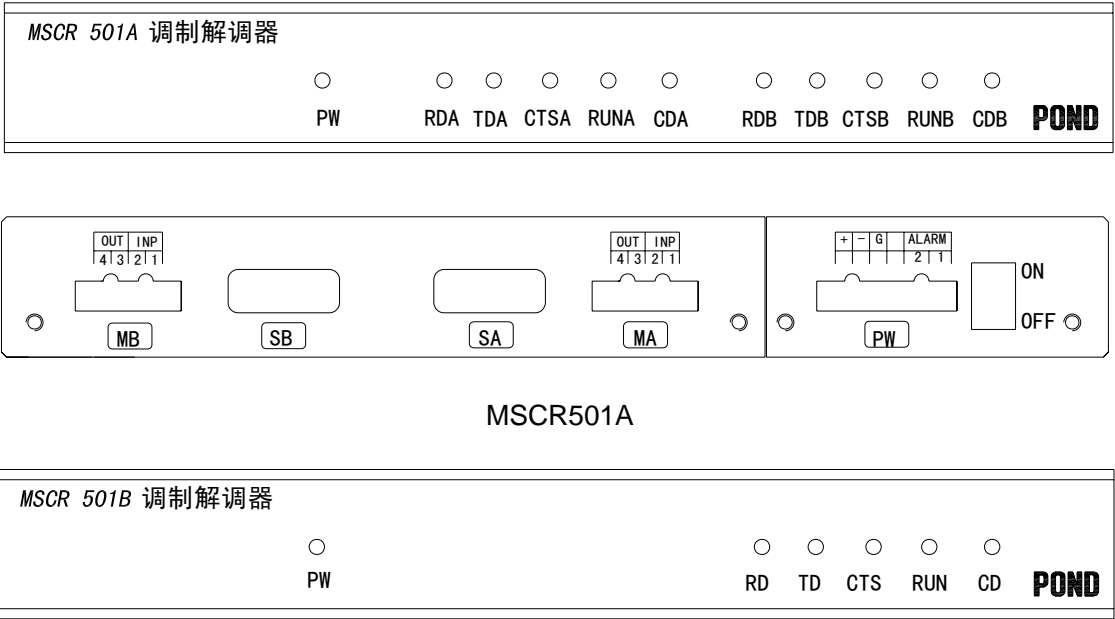 MSCR 501A 调制解调器
PW RDA TDA CTSA RUNA CDA RDB TDB CTSB RUNB CDB POND
OUT INP OUT INP + - G ALARM
4 3 2 1 4 3 2 1 2 1
ON
OFF
MB SB SA MA PW
MSCR501A
MSCR 501B 调制解调器
PW RD TD CTS RUN CD POND